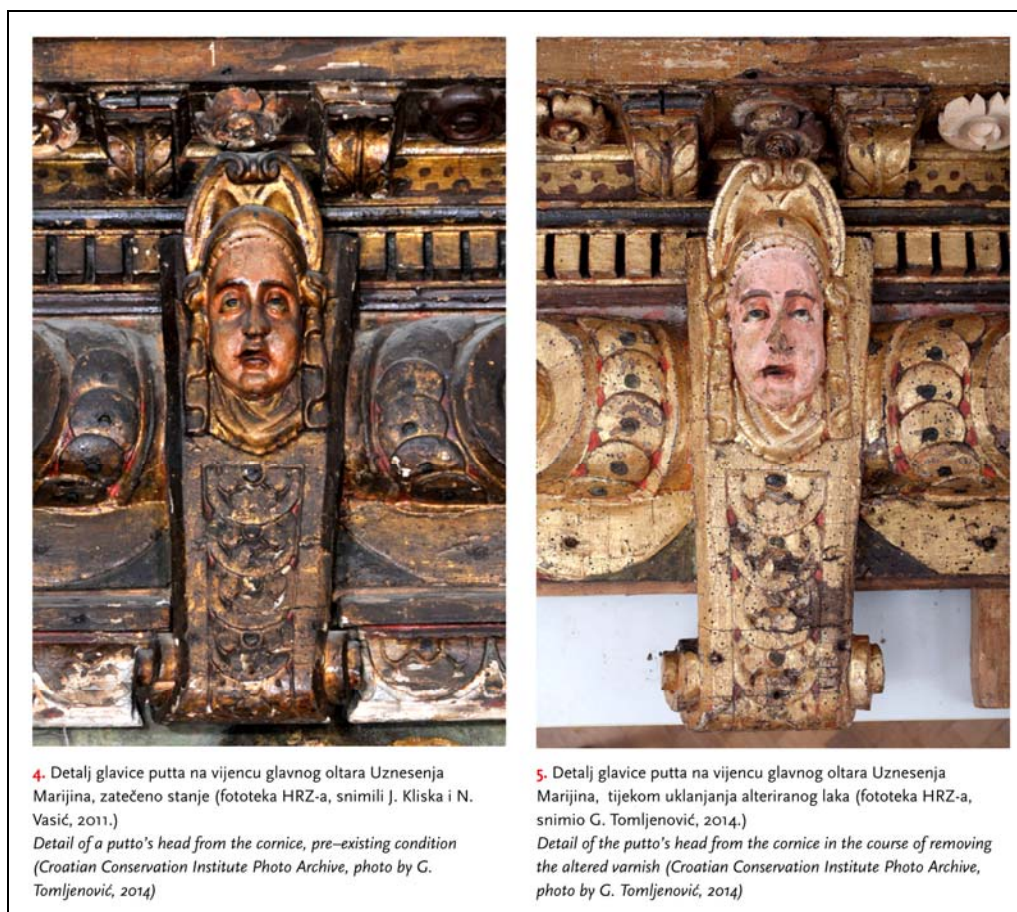 4. Detalj glavice putta na vijencu glavnog oltara Uznesenja
Marijina, zatečeno stanje (fototeka HRZ-a, snimili J. Kliska i N.
Vasić, 2011.)
Detail of a putto's head from the cornice, pre–existing condition
(Croatian Conservation Institute Photo Archive, photo by G.
Tomljenović, 2014)
5. Detalj glavice putta na vijencu glavnog oltara Uznesenja
Marijina, tijekom uklanjanja alteriranog laka (fototeka HRZ-a,
snimio G. Tomljenović, 2014.)
Detail of the putto's head from the cornice in the course of removing
the altered varnish (Croatian Conservation Institute Photo Archive,
photo by G. Tomljenović, 2014)